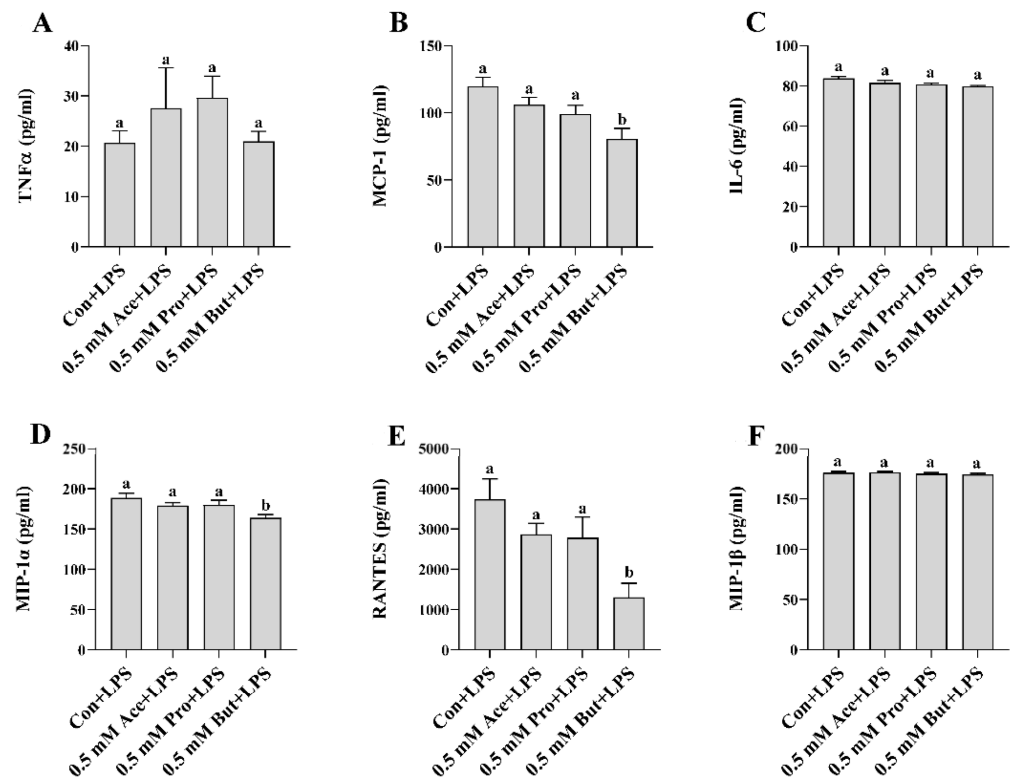 A
TNFα (pg/ml)
40
30
20
10
0
a
a
a
a
Con+LPS
0.5 mM Ace+LPS
0.5 mM Pro+LPS
0.5 mM But+LPS
B
MCP-1 (pg/ml)
150
100
50
0
a
a
a
b
Con+LPS
0.5 mM Ace+LPS
0.5 mM Pro+LPS
0.5 mM But+LPS
C
IL-6 (pg/ml)
100
80
60
40
20
0
a
a
a
a
Con+LPS
0.5 mM Ace+LPS
0.5 mM Pro+LPS
0.5 mM But+LPS
D
MIP-1α (pg/ml)
250
200
150
100
50
0
a
a
a
b
Con+LPS
0.5 mM Ace+LPS
0.5 mM Pro+LPS
0.5 mM But+LPS
E
RANTES (pg/ml)
5000
4000
3000
2000
1000
0
a
a
a
b
Con+LPS
0.5 mM Ace+LPS
0.5 mM Pro+LPS
0.5 mM But+LPS
F
MIP-1β (pg/ml)
200
150
100
50
0
a
a
a
a
Con+LPS
0.5 mM Ace+LPS
0.5 mM Pro+LPS
0.5 mM But+LPS